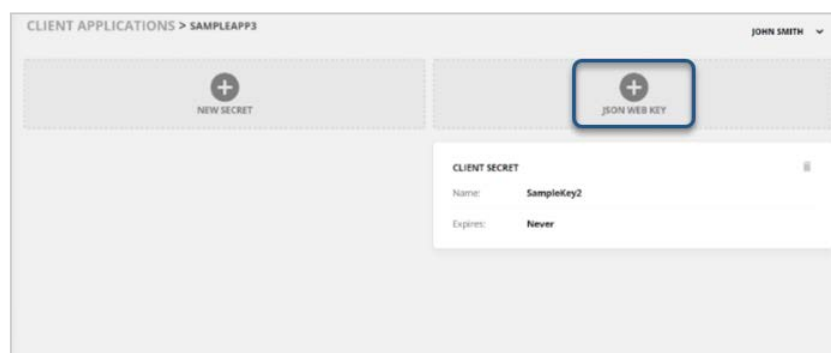 CLIENT APPLICATIONS > SAMPLEAPP3
JOHN SMITH
NEW SECRET
JSON WEB KEY
CLIENT SECRET
Name: SampleKey2
Expires: Never